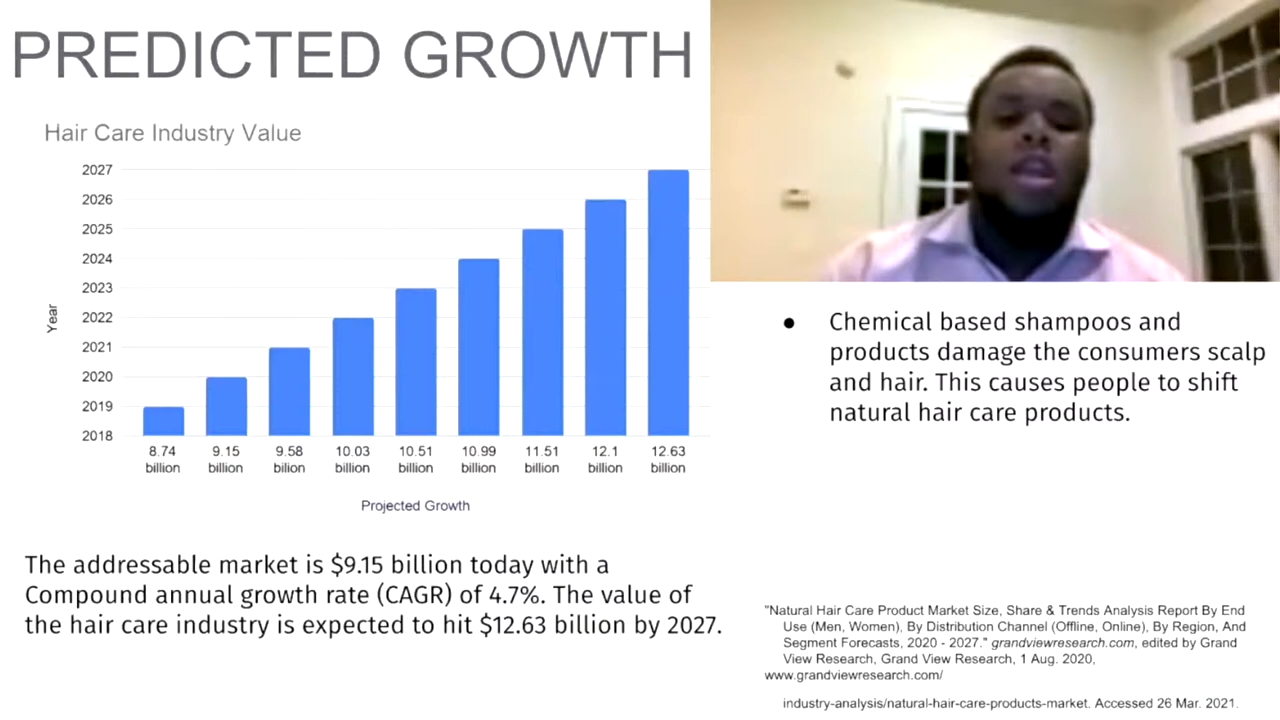 PREDICTED GROWTH
Hair Care Industry Value
Year
2027
2026
2025
2024
2023
2022
2021
2020
2019
2018
8.74 billion
9.15 billion
9.58 bilion
10.03 billion
10.51 billion
10.99 billion
11.51 billion
12.1 billion
12.63 billion
Projected Growth
The addressable market is $9.15 billion today with a
Compound annual growth rate (CAGR) of 4.7%. The value of
the hair care industry is expected to hit $12.63 billion by 2027.
● Chemical based shampoos and
products damage the consumers scalp
and hair. This causes people to shift
natural hair care products.
"Natural Hair Care Product Market Size, Share & Trends Analysis Report By End
Use (Men, Women), By Distribution Channel (Offline, Online), By Region, And
Segment Forecasts, 2020 - 2027." grandviewresearch.com, edited by Grand
View Research, Grand View Research, 1 Aug. 2020,
www.grandviewresearch.com/
industry-analysis/natural-hair-care-products-market. Accessed 26 Mar. 2021.